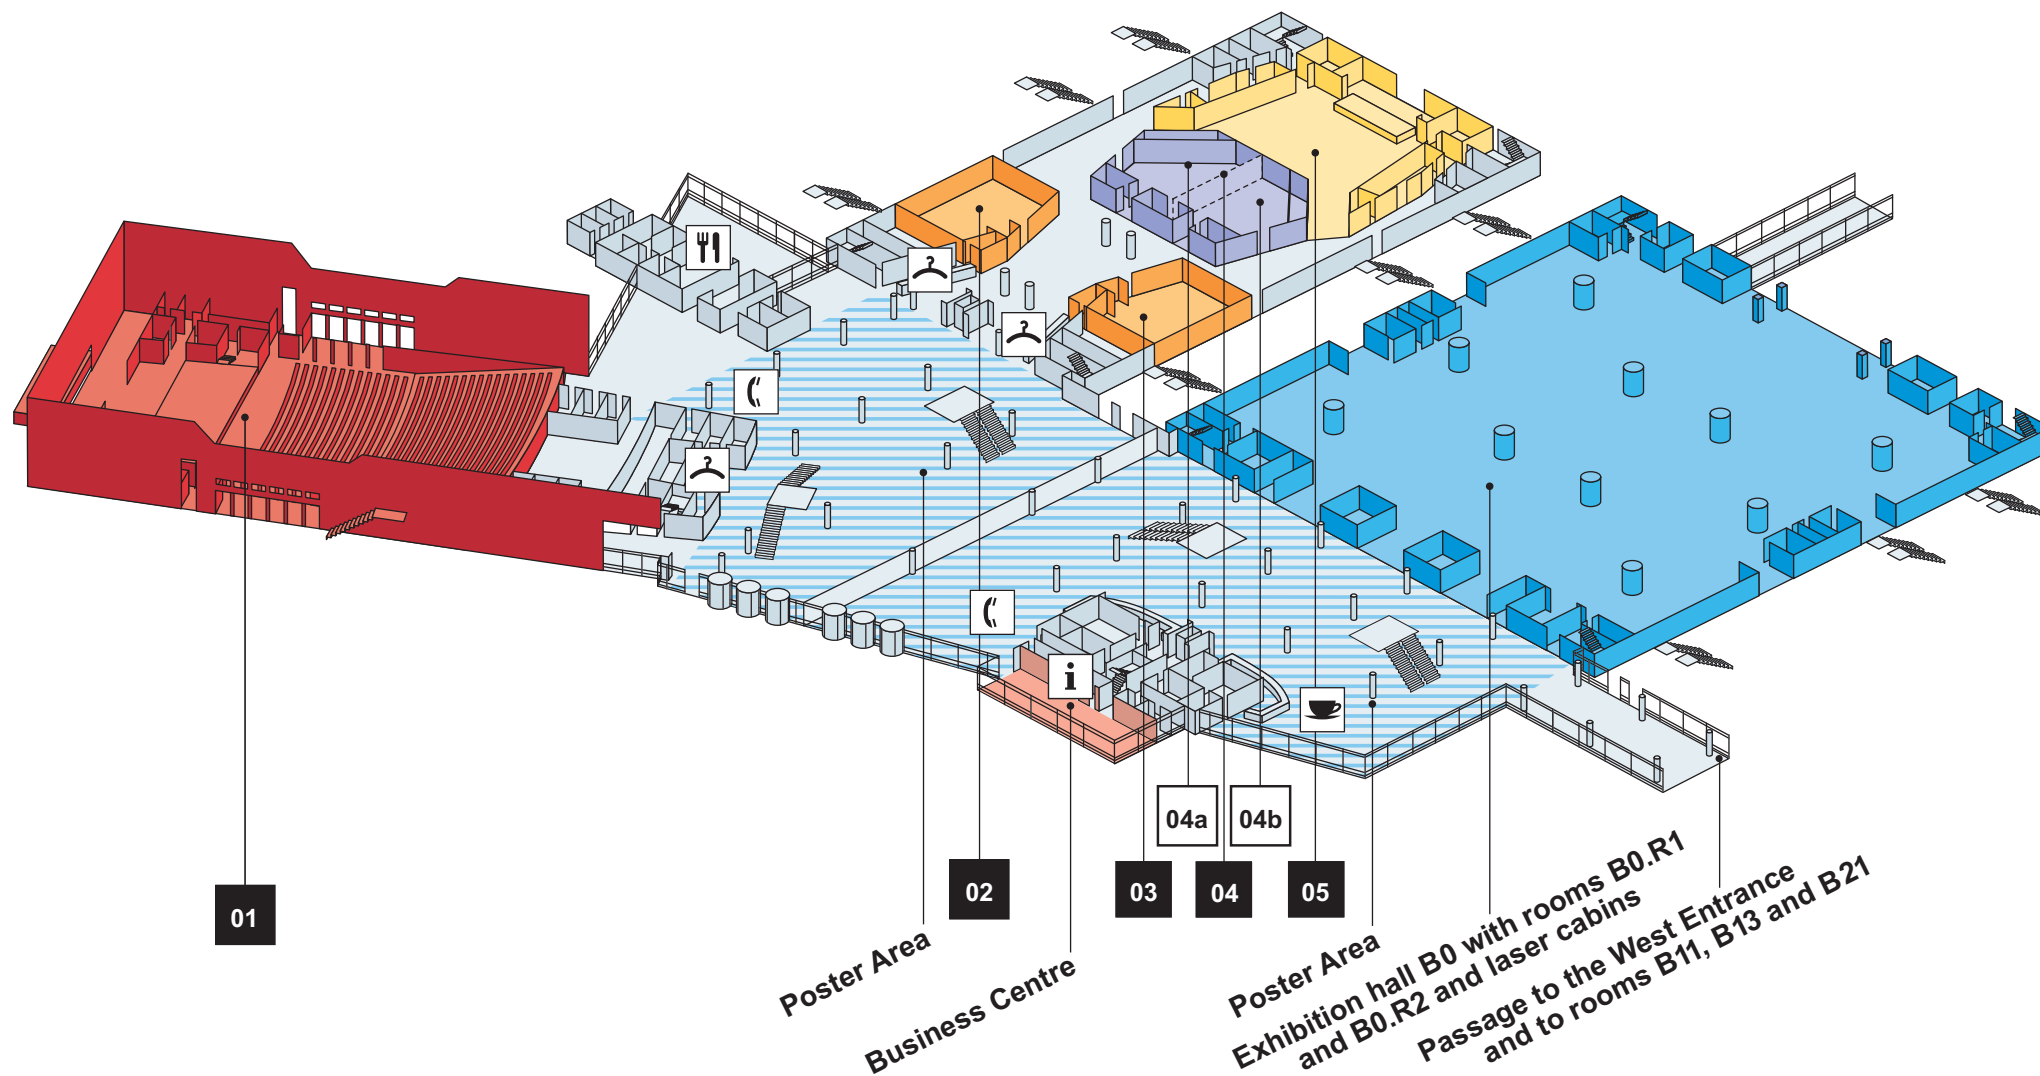 i
04a
04b
01
02
03
04
05
Poster Area
Business Centre
Poster Area
Exhibition hall B0 with rooms B0.R1
and B0.R2 and laser cabins
Passage to the West Entrance
and to rooms B11, B13 and B21